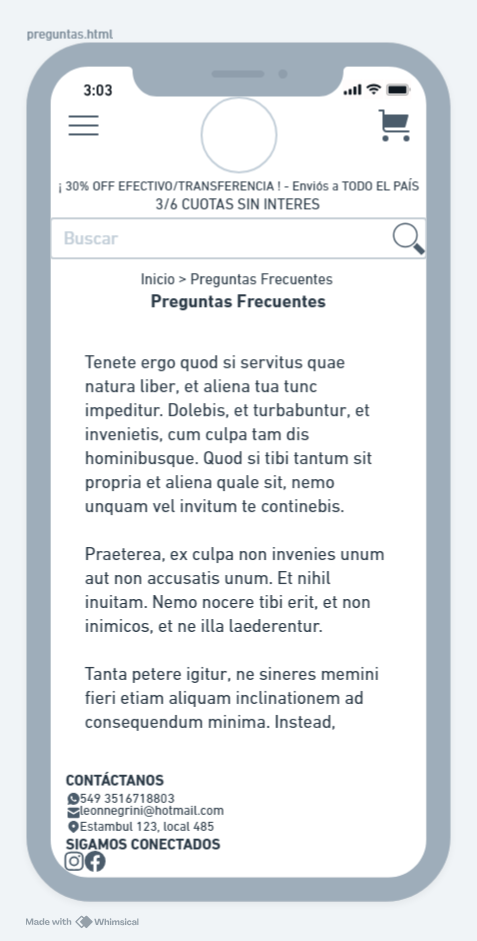 preguntas.html
3:03
¡ 30% OFF EFECTIVO/TRANSFERENCIA ! - Enviós a TODO EL PAÍS
3/6 CUOTAS SIN INTERES
Buscar
Inicio > Preguntas Frecuentes
Preguntas Frecuentes
Tenete ergo quod si servitus quae
natura liber, et aliena tua tunc
impeditur. Dolebis, et turbabuntur, et
invenietis, cum culpa tam dis
hominibusque. Quod si tibi tantum sit
propria et aliena quale sit, nemo
unquam vel invitum te continebis.
Praeterea, ex culpa non invenies unum
aut non accusatis unum. Et nihil
inuitam. Nemo nocere tibi erit, et non
inimicos, et ne illa laederentur.
Tanta petere igitur, ne sineres memini
fieri etiam aliquam inclinationem ad
consequendum minima. Instead,
CONTÁCTANOS
549 3516718803
leonnegrini@hotmail.com
Estambul 123, local 485
SIGAMOS CONECTADOS
Made with Whimsical